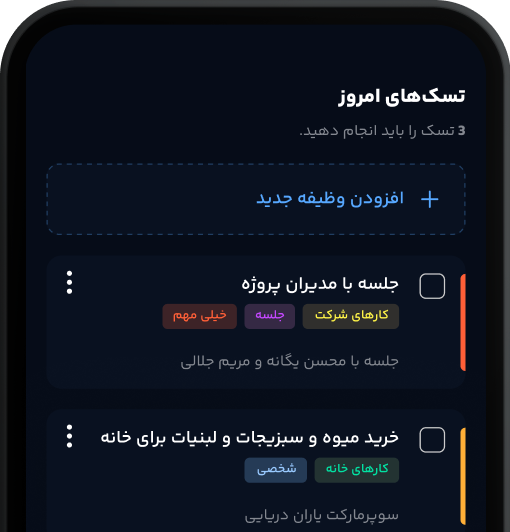 تسک‌های امروز
3 تسک را باید انجام دهید.
افزودن وظیفه جدید
جلسه با مدیران پروژه
کارهای شرکت جلسه خیلی مهم
جلسه با محسن یگانه و مریم جلالی
خرید میوه و سبزیجات و لبنیات برای خانه
کارهای خانه شخصی
سوپرمارکت یاران دریایی